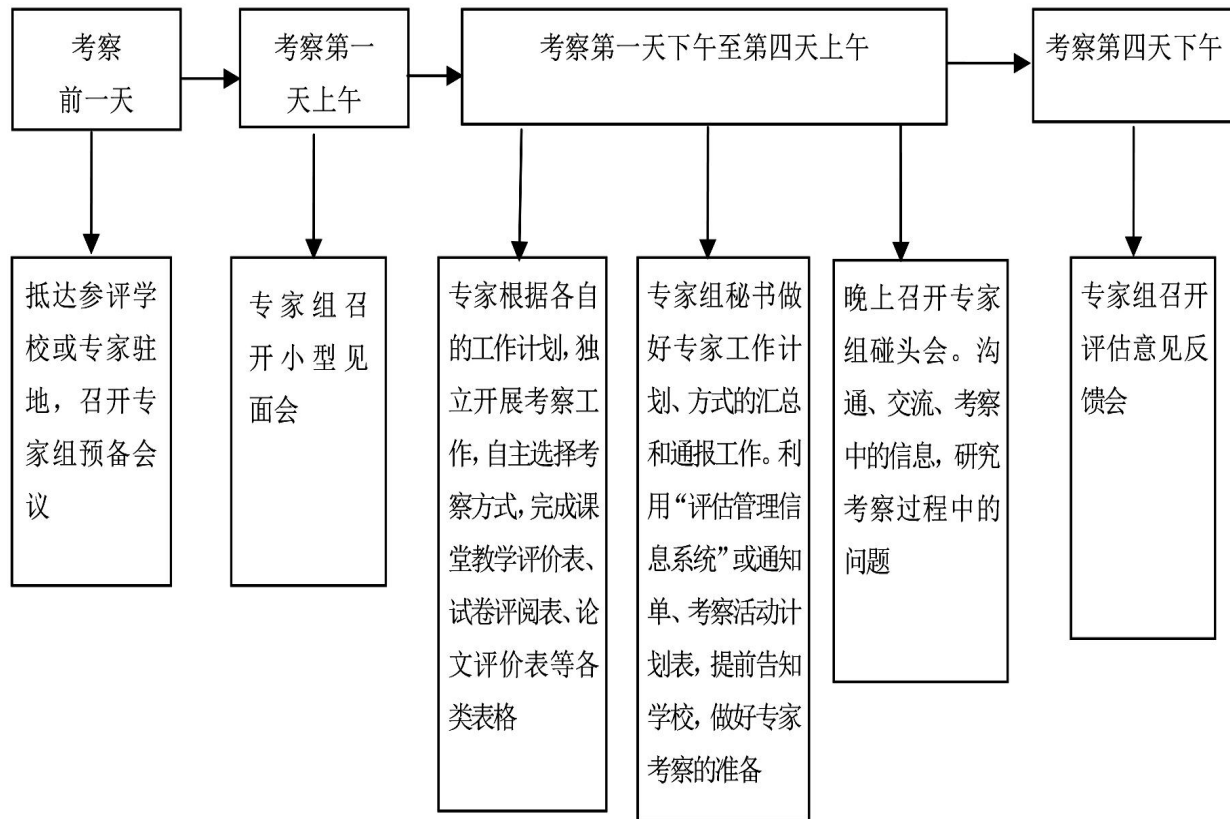 考察
前一天
考察第一
天上午
考察第一天下午至第四天上午
考察第四天下午
抵达参评学
校或专家驻
地，召开专
家组预备会
议
专家组召
开小型见
面会
专家根据各自
的工作计划，独
立开展考察工
作，自主选择考
察方式，完成课
堂教学评价表、
试卷评阅表、论
文评价表等各
类表格
专家组秘书做
好专家工作计
划、方式的汇总
和通报工作。利
用“评估管理信
息系统”或通知
单、考察活动计
划表，提前告知
学校，做好专家
考察的准备
晚上召开专家
组碰头会。沟
通、交流、考察
中的信息，研究
考察过程中的
问题
专家组召开
评估意见反
馈会